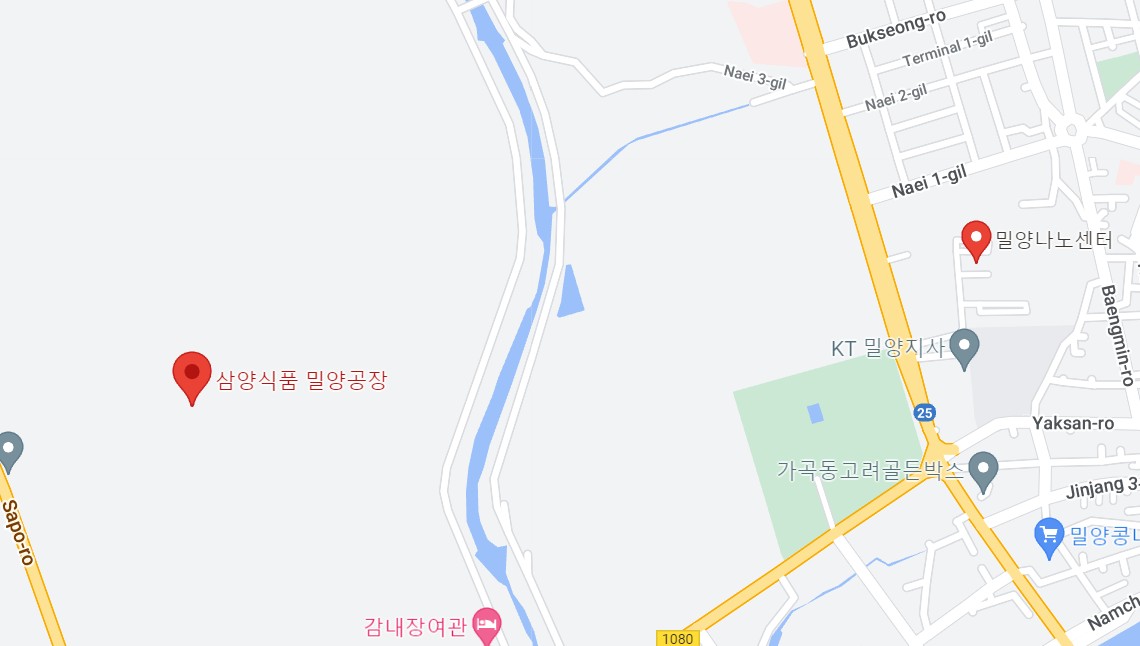 Bukseong-ro
Terminal 1-gil
Naei 3-gil
Naei 2-gil
Naei 1-gil
밀양나노센터
Baengmin-ro
KT 밀양지사
삼양식품 밀양공장
25
Yaksan-ro
가곡동고려골든박스
Jinjang 3-
Sapo-ro
밀양콩나
Namch
감내장여관
1080